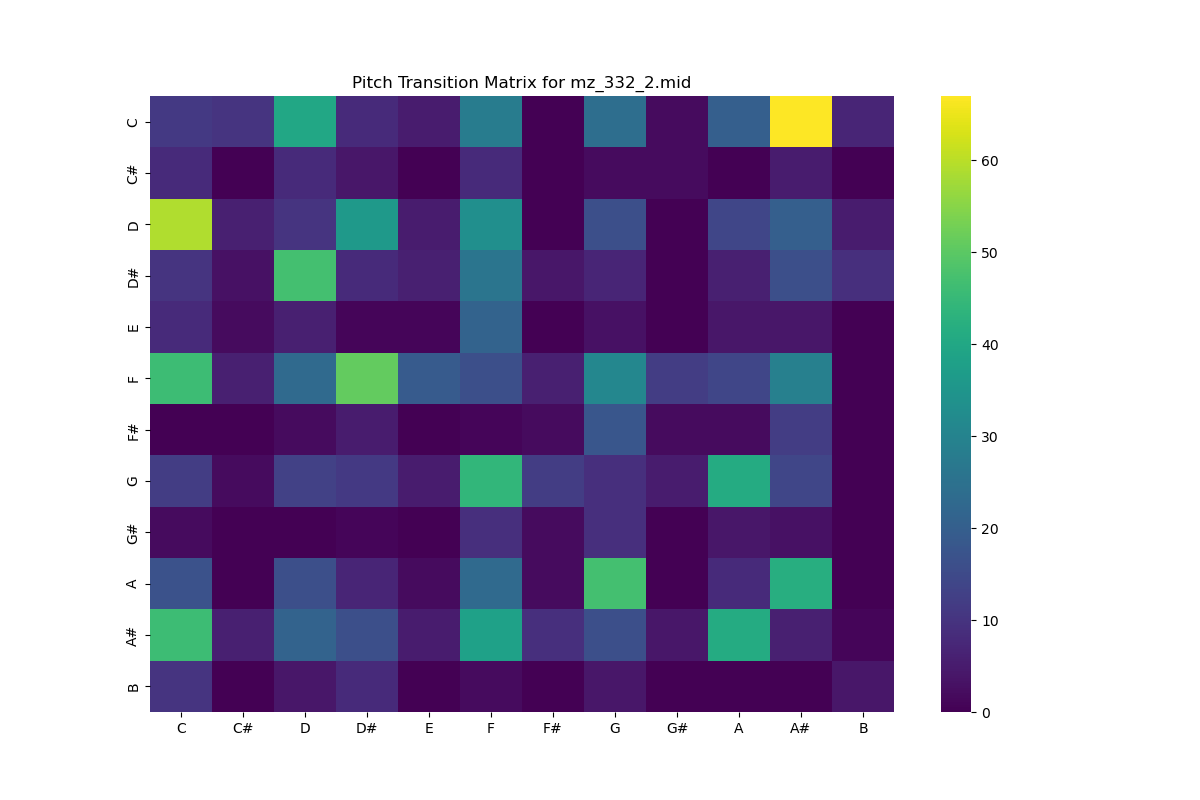 Pitch Transition Matrix for mz_332_2.mid
C
C#
D
D#
E
F
F#
G
G#
A
A#
B
C C# D D# E F F# G G# A A# B
60
50
40
30
20
10
0